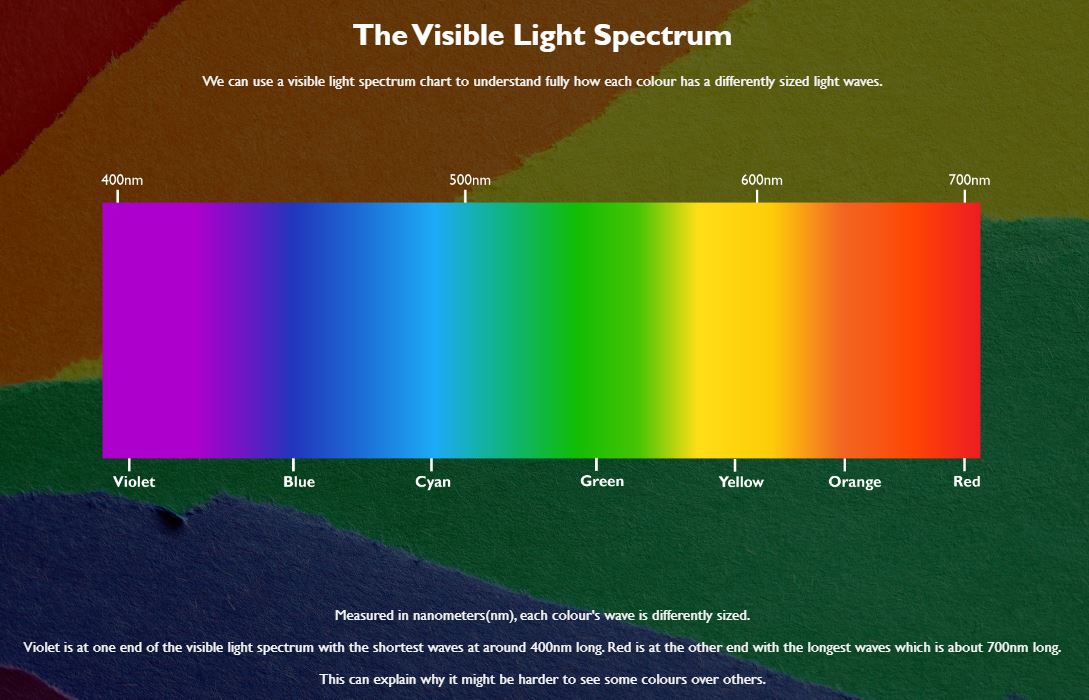 The Visible Light Spectrum
We can use a visible light spectrum chart to understand fully how each colour has a differently sized light waves.
400nm 500nm 600nm 700nm
Violet Blue Cyan Green Yellow Orange Red
Measured in nanometers(nm), each colour's wave is differently sized.
Violet is at one end of the visible light spectrum with the shortest waves at around 400nm long. Red is at the other end with the longest waves which is about 700nm long.
This can explain why it might be harder to see some colours over others.